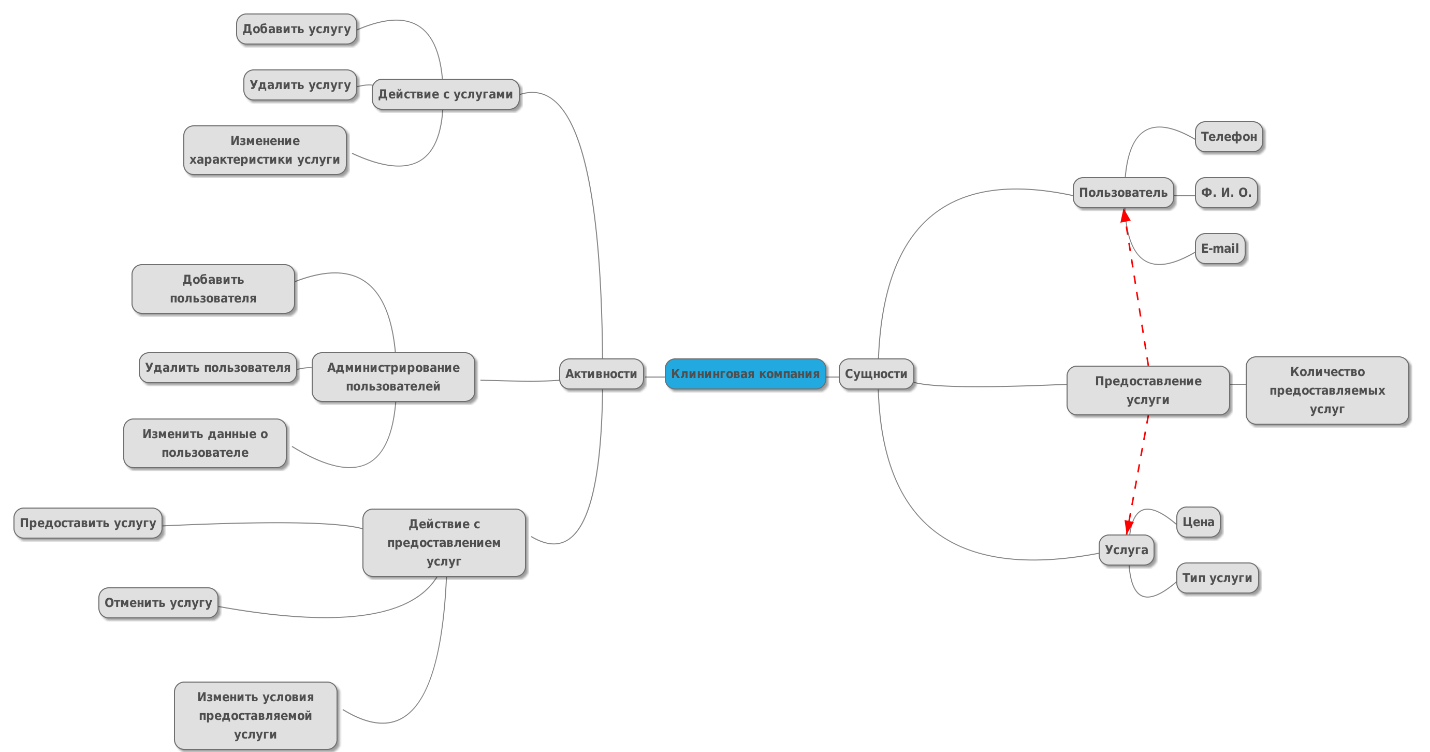 Добавить услугу
Удалить услугу
Действие с услугами
Изменение
характеристики услуги
Добавить
пользователя
Удалить пользователя
Администрирование
пользователей
Изменить данные о
пользователе
Предоставить услугу
Действие с
предоставлением
услуг
Отменить услугу
Изменить условия
предоставляемой
услуги
Активности
Клининговая компания
Сущности
Телефон
Пользователь
Ф. И. О.
E-mail
Предоставление
услуги
Количество
предоставляемых
услуг
Цена
Услуга
Тип услуги